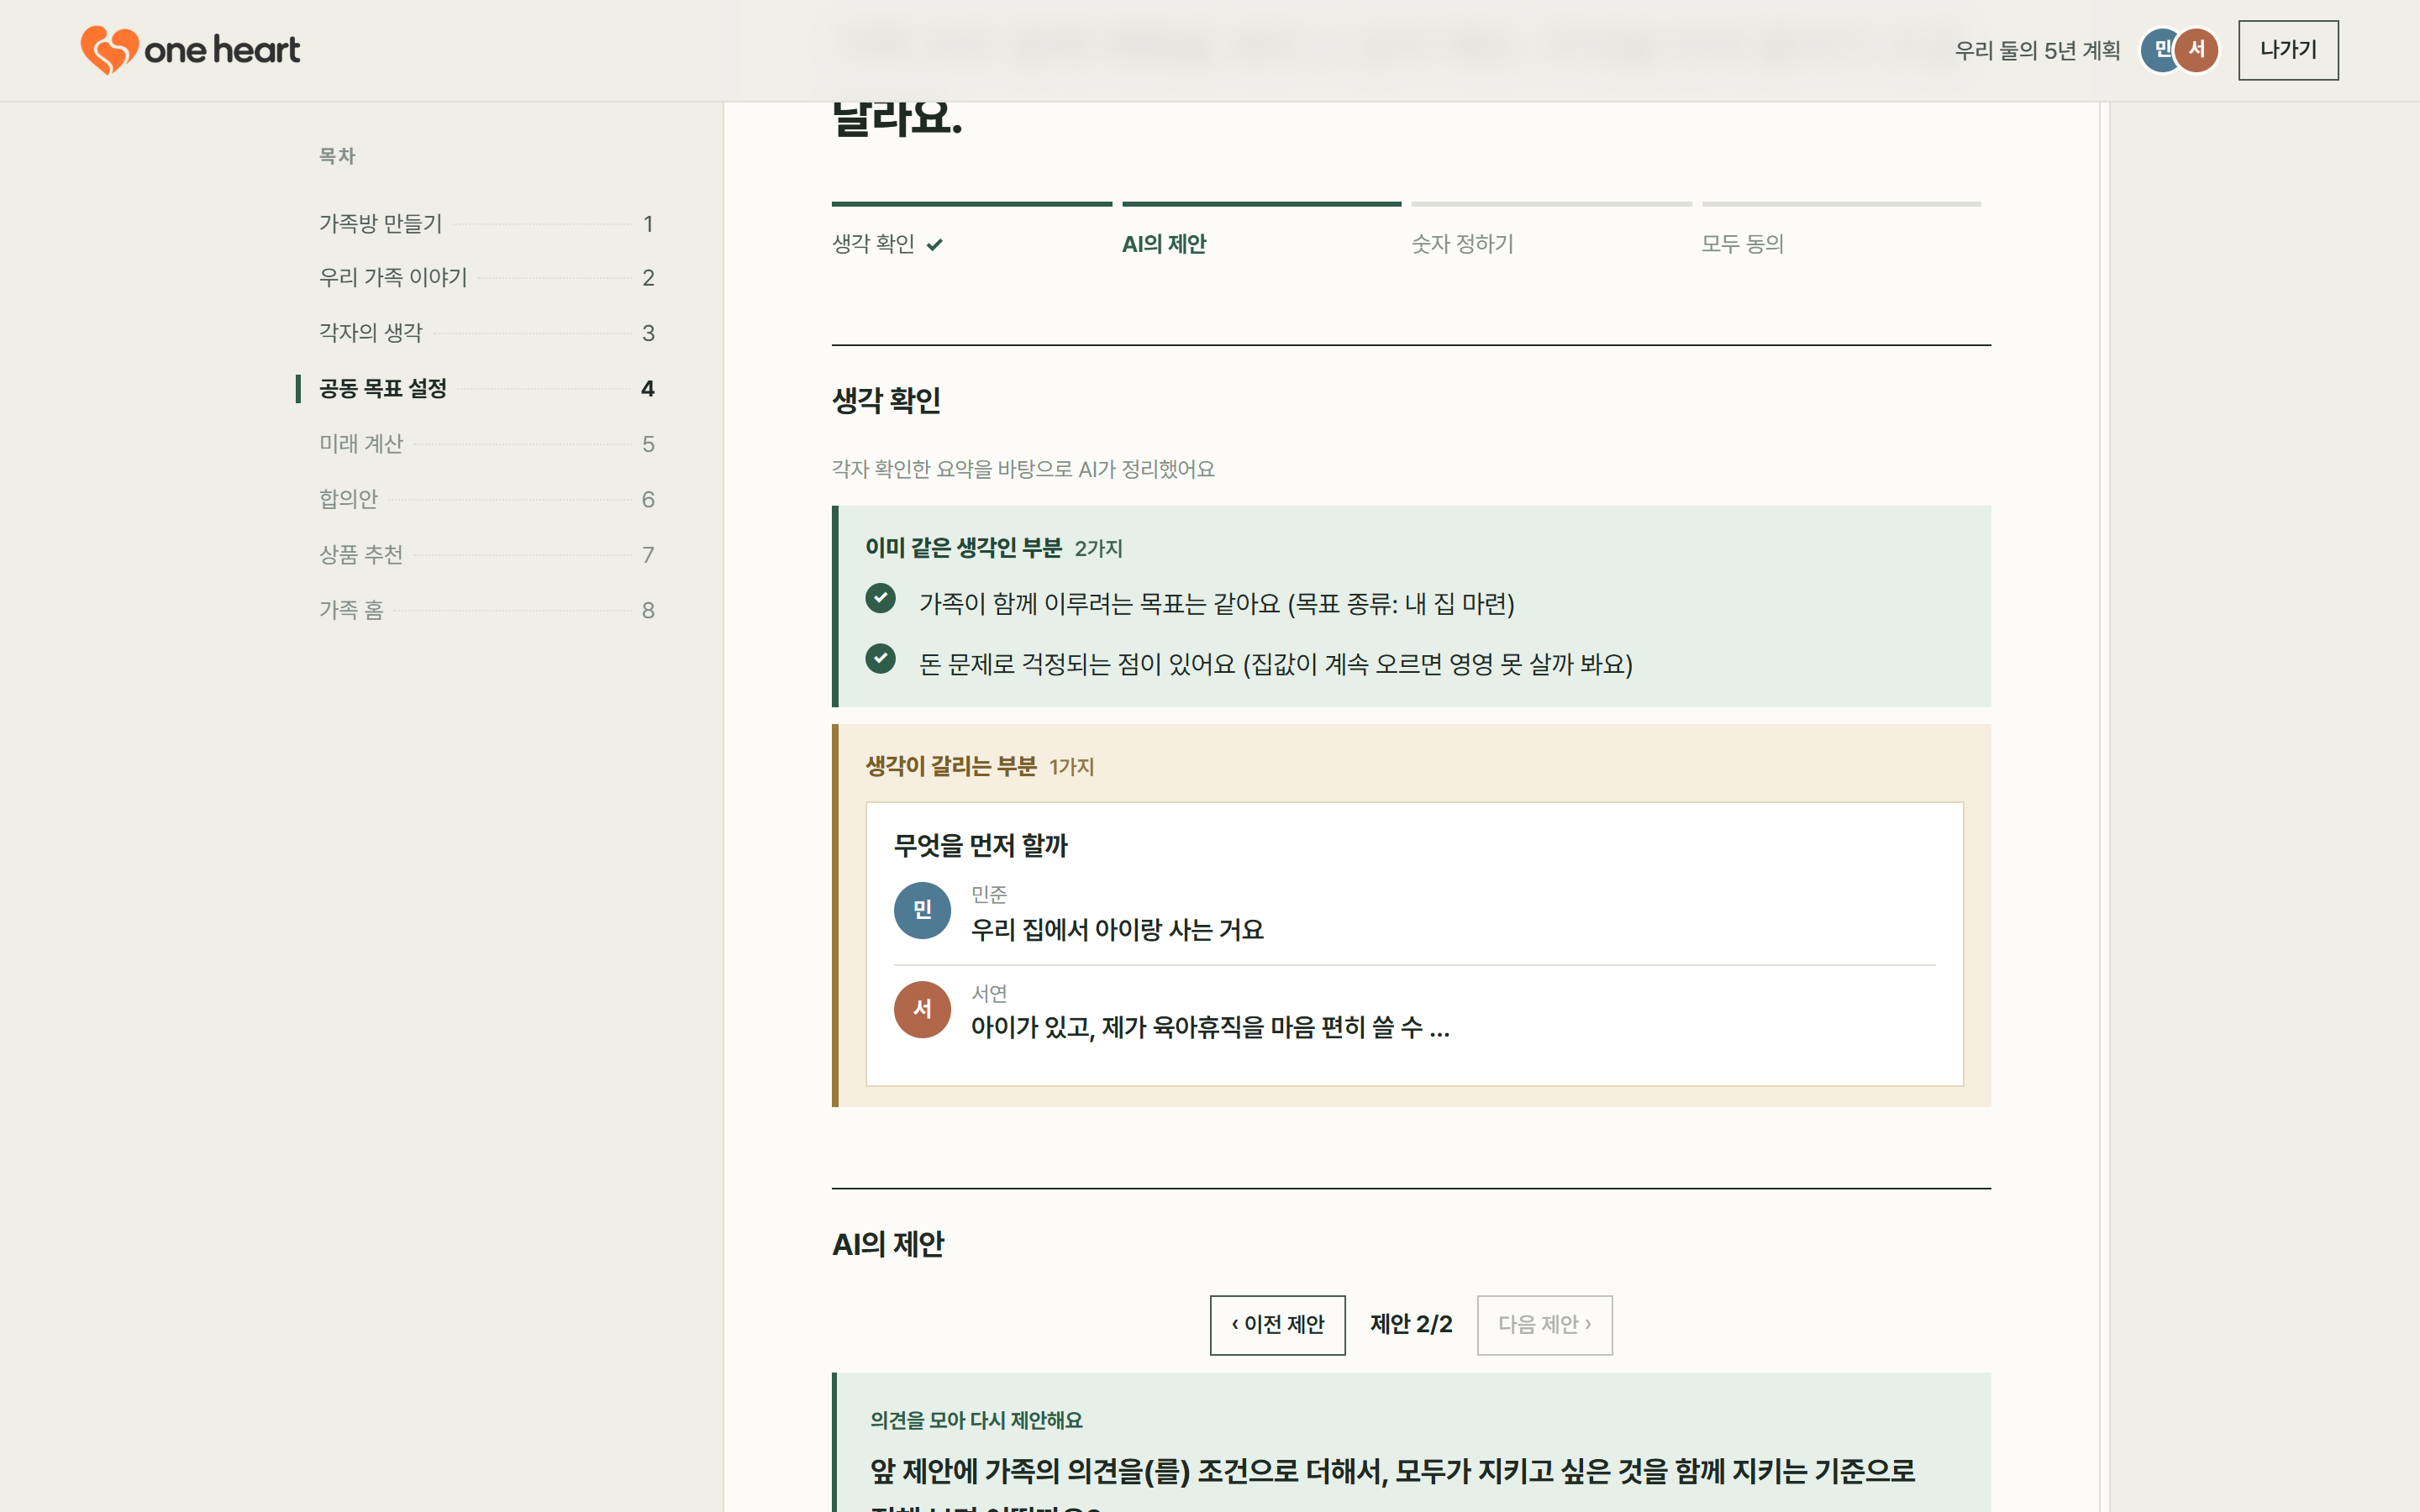 one heart
우리 둘의 5년 계획
민
서
나가기
달라요.
목차
가족방 만들기 1
우리 가족 이야기 2
각자의 생각 3
공동 목표 설정 4
미래 계산 5
합의안 6
상품 추천 7
가족 홈 8
생각 확인
AI의 제안
숫자 정하기
모두 동의
생각 확인
각자 확인한 요약을 바탕으로 AI가 정리했어요
이미 같은 생각인 부분 2가지
가족이 함께 이루려는 목표는 같아요 (목표 종류: 내 집 마련)
돈 문제로 걱정되는 점이 있어요 (집값이 계속 오르면 영영 못 살까 봐요)
생각이 갈리는 부분 1가지
무엇을 먼저 할까
민
민준
우리 집에서 아이랑 사는 거요
서
서연
아이가 있고, 제가 육아휴직을 마음 편히 쓸 수 ...
AI의 제안
‹ 이전 제안
제안 2/2
다음 제안 ›
의견을 모아 다시 제안해요
앞 제안에 가족의 의견을(를) 조건으로 더해서, 모두가 지키고 싶은 것을 함께 지키는 기준으로